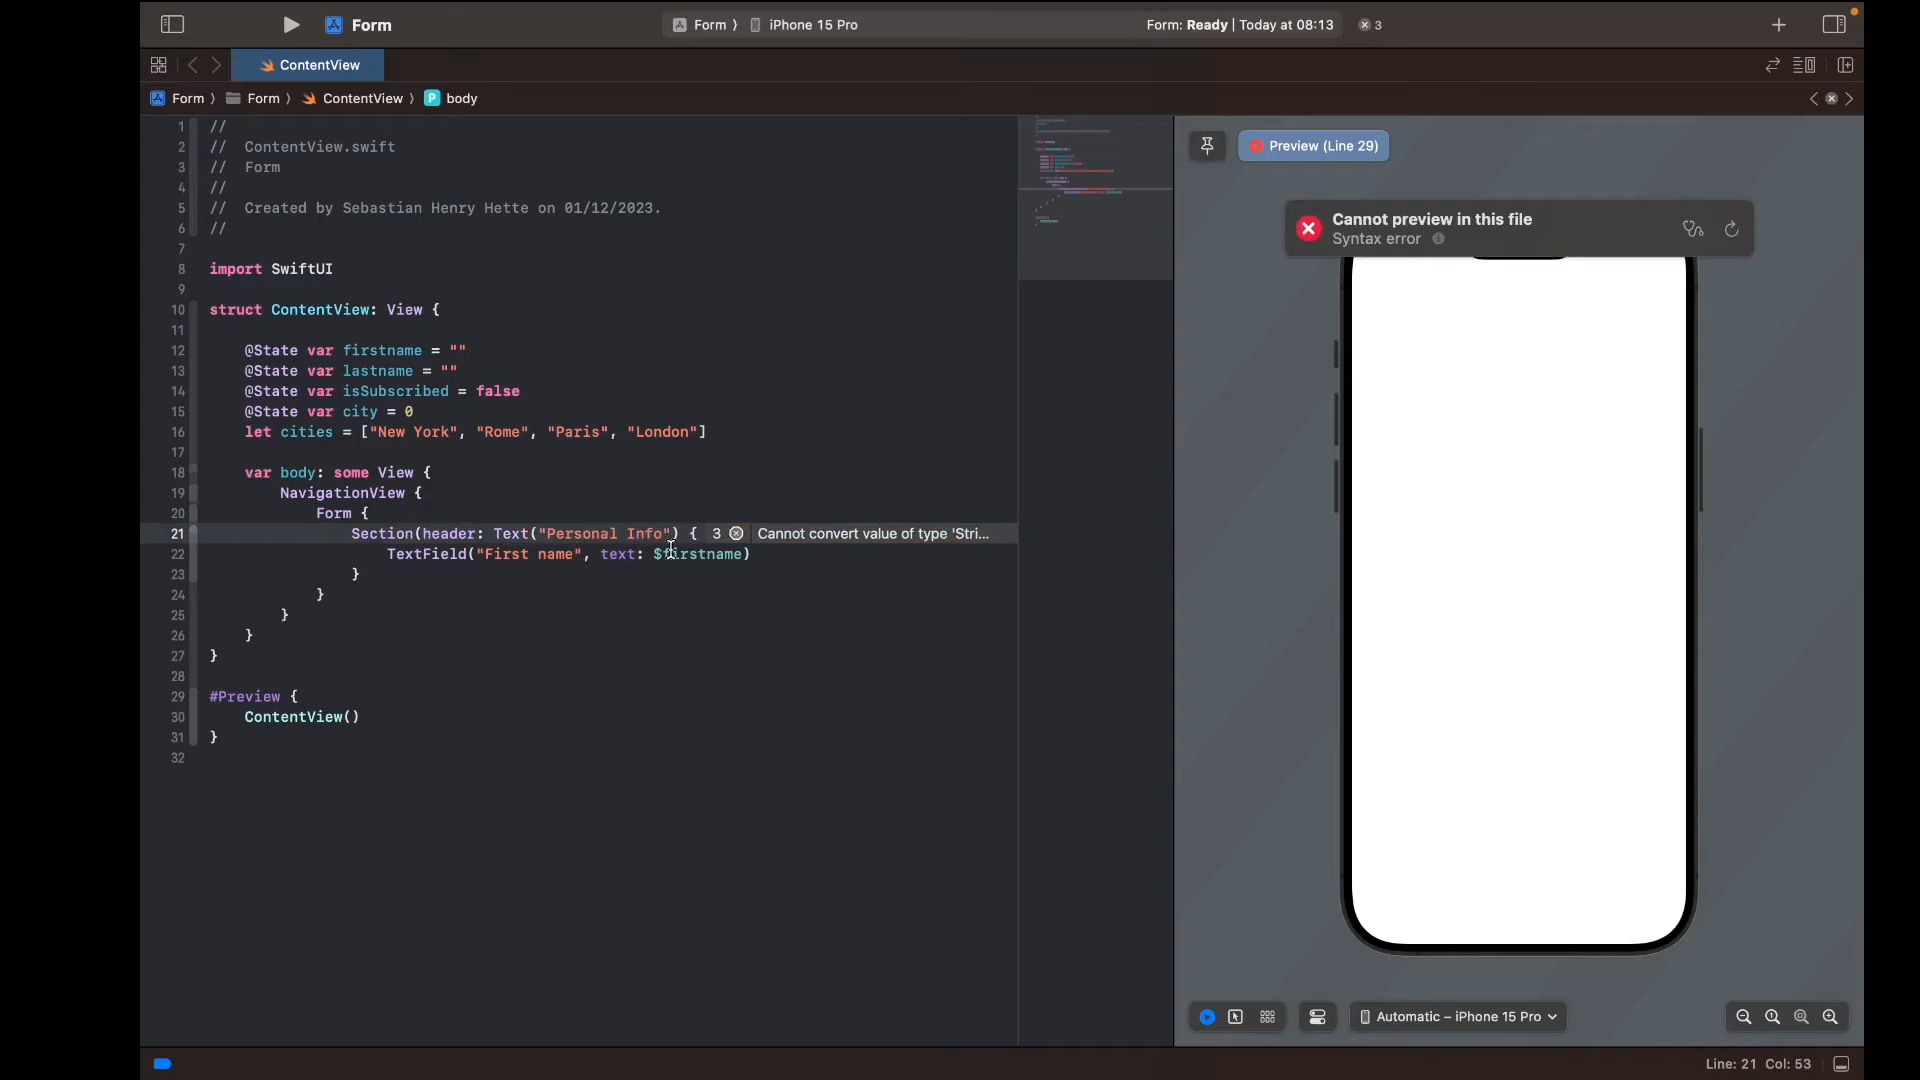 Form
Form ⟩ iPhone 15 Pro
Form: Ready | Today at 08:13
3
ContentView
Form ⟩ Form ⟩ ContentView ⟩ P body
1 //
2 //  ContentView.swift
3 //  Form
4 //
5 //  Created by Sebastian Henry Hette on 01/12/2023.
6 //
7
8 import SwiftUI
9
10 struct ContentView: View {
11
12     @State var firstname = ""
13     @State var lastname = ""
14     @State var isSubscribed = false
15     @State var city = 0
16     let cities = ["New York", "Rome", "Paris", "London"]
17
18     var body: some View {
19         NavigationView {
20             Form {
21                 Section(header: Text("Personal Info") { 3 Cannot convert value of type 'Stri...
22                     TextField("First name", text: $firstname)
23                 }
24             }
25         }
26     }
27 }
28
29 #Preview {
30     ContentView()
31 }
32
Preview (Line 29)
Cannot preview in this file
Syntax error
Automatic – iPhone 15 Pro
Line: 21 Col: 53